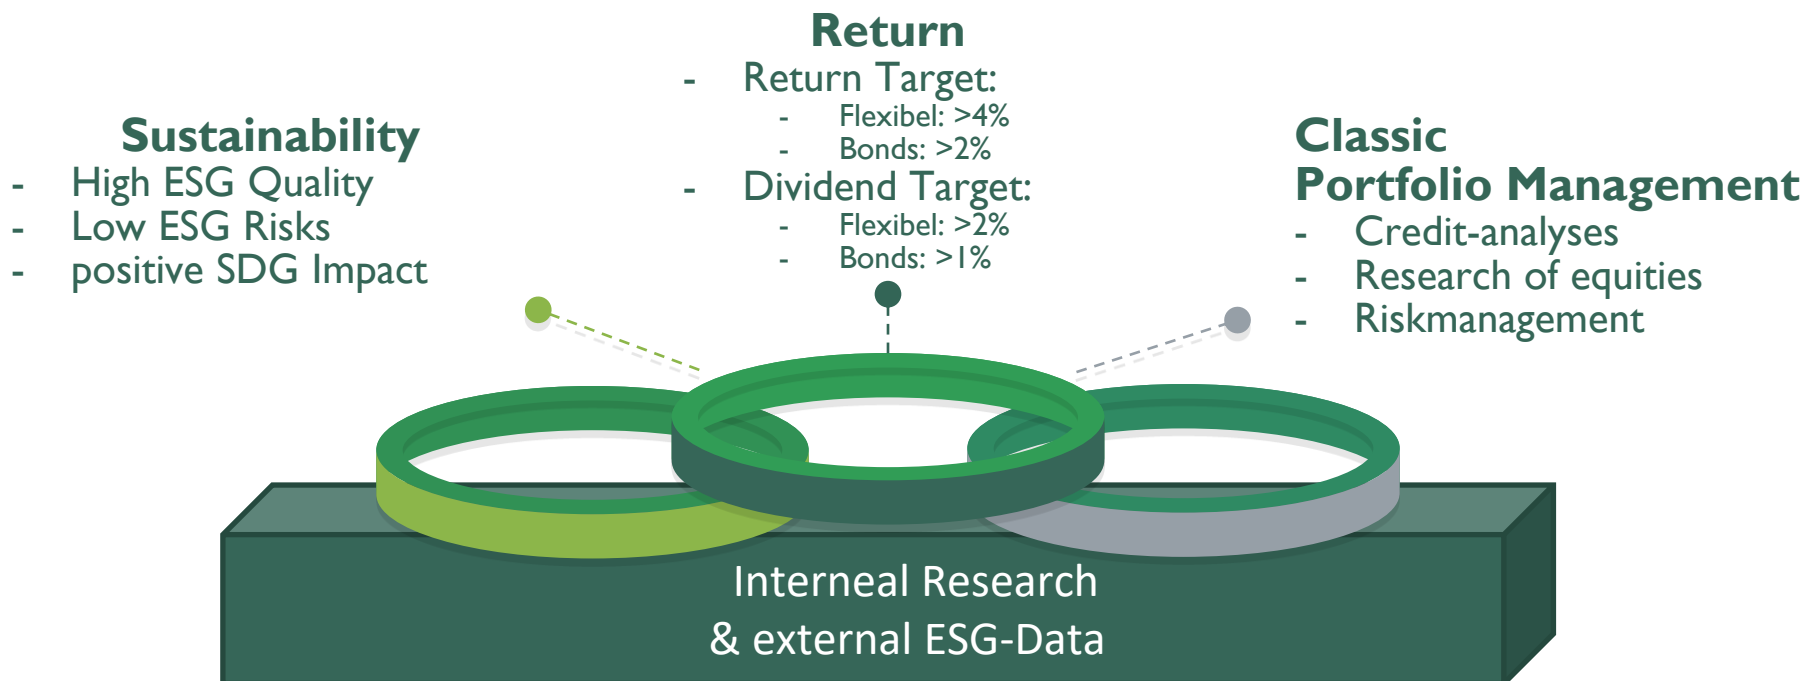 Sustainability
- High ESG Quality
- Low ESG Risks
- positive SDG Impact
Return
- Return Target:
- Flexibel: >4%
- Bonds: >2%
- Dividend Target:
- Flexibel: >2%
- Bonds: >1%
Classic
Portfolio Management
- Credit-analyses
- Research of equities
- Riskmanagement
Interneal Research
& external ESG-Data